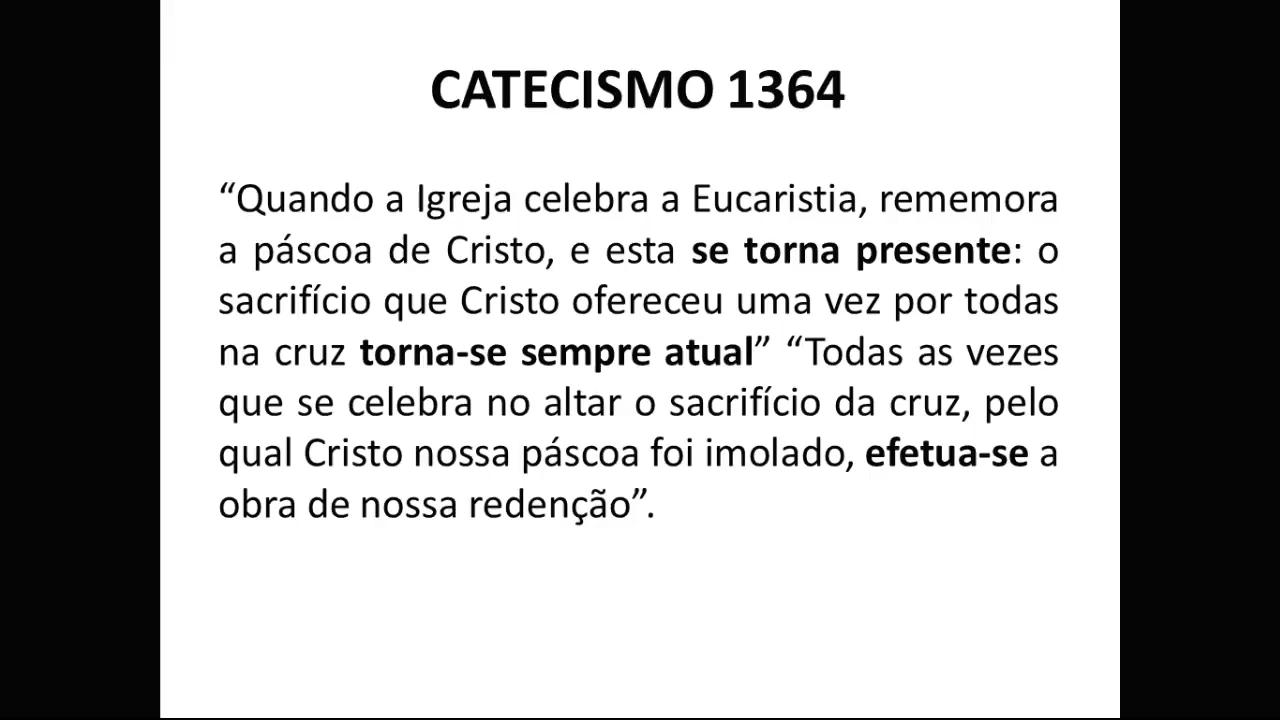 CATECISMO 1364
“Quando a Igreja celebra a Eucaristia, rememora
a páscoa de Cristo, e esta se torna presente: o
sacrifício que Cristo ofereceu uma vez por todas
na cruz torna-se sempre atual” “Todas as vezes
que se celebra no altar o sacrifício da cruz, pelo
qual Cristo nossa páscoa foi imolado, efetua-se a
obra de nossa redenção”.